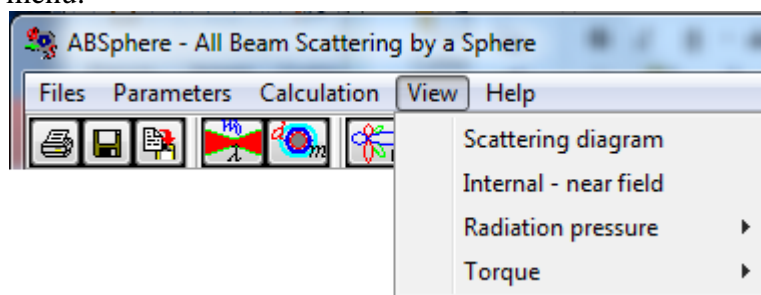 menu.
ABSphere - All Beam Scattering by a Sphere
Files Parameters Calculation View Help
Scattering diagram
Internal - near field
Radiation pressure
Torque